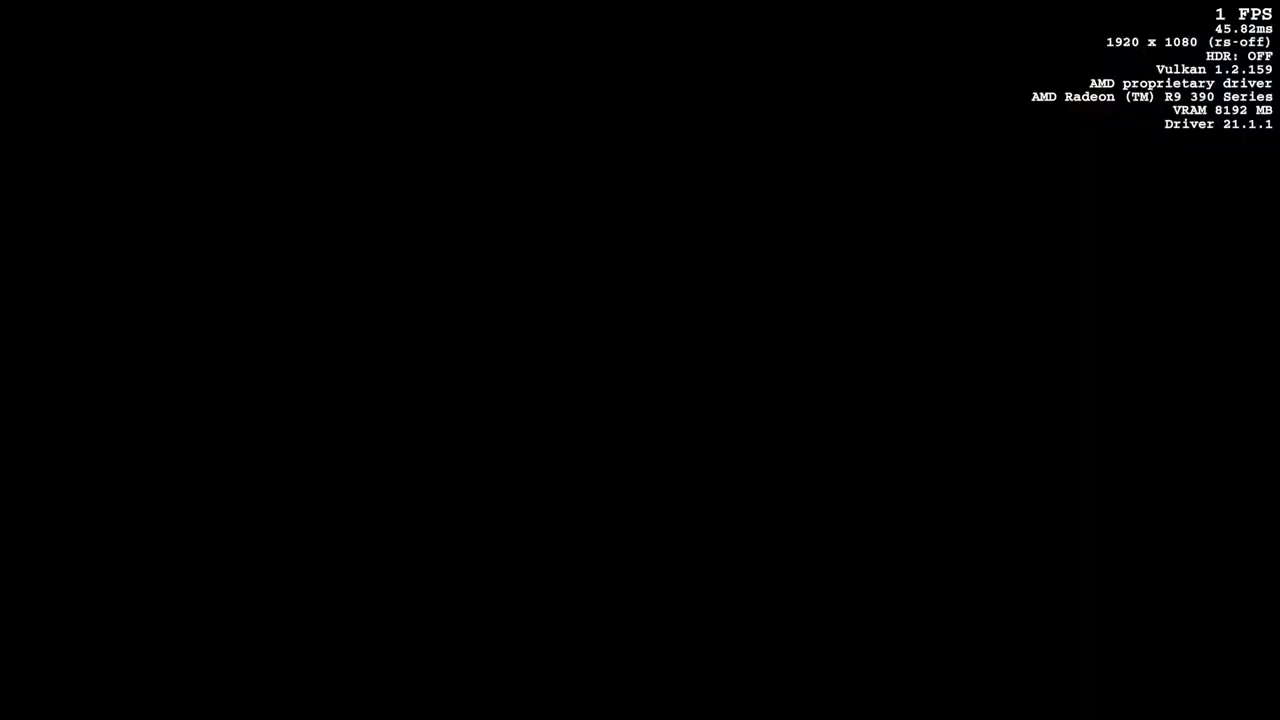 1 FPS
45.82ms
1920 x 1080 (rs-off)
HDR: OFF
Vulkan 1.2.159
AMD proprietary driver
AMD Radeon (TM) R9 390 Series
VRAM 8192 MB
Driver 21.1.1